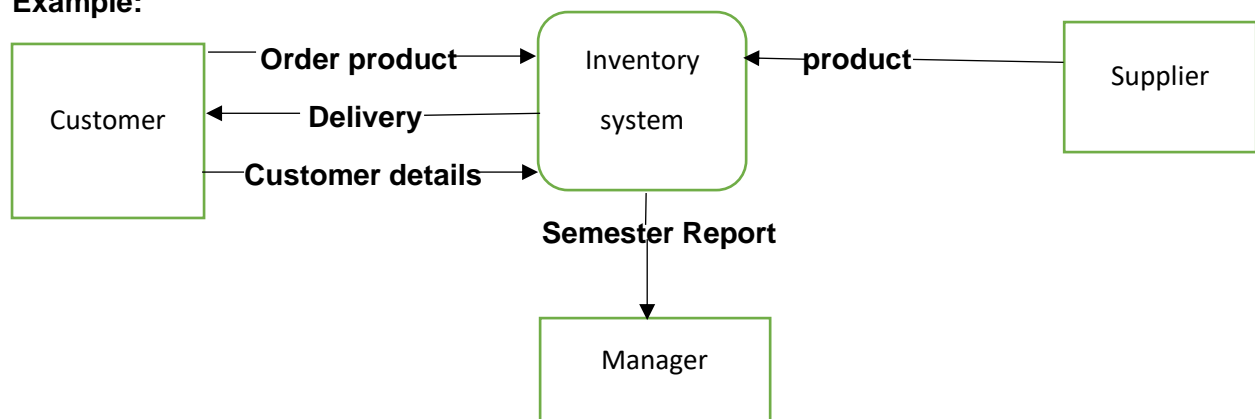 Example:
Order product
Inventory
system
product
Supplier
Customer
Delivery
Customer details
Semester Report
Manager